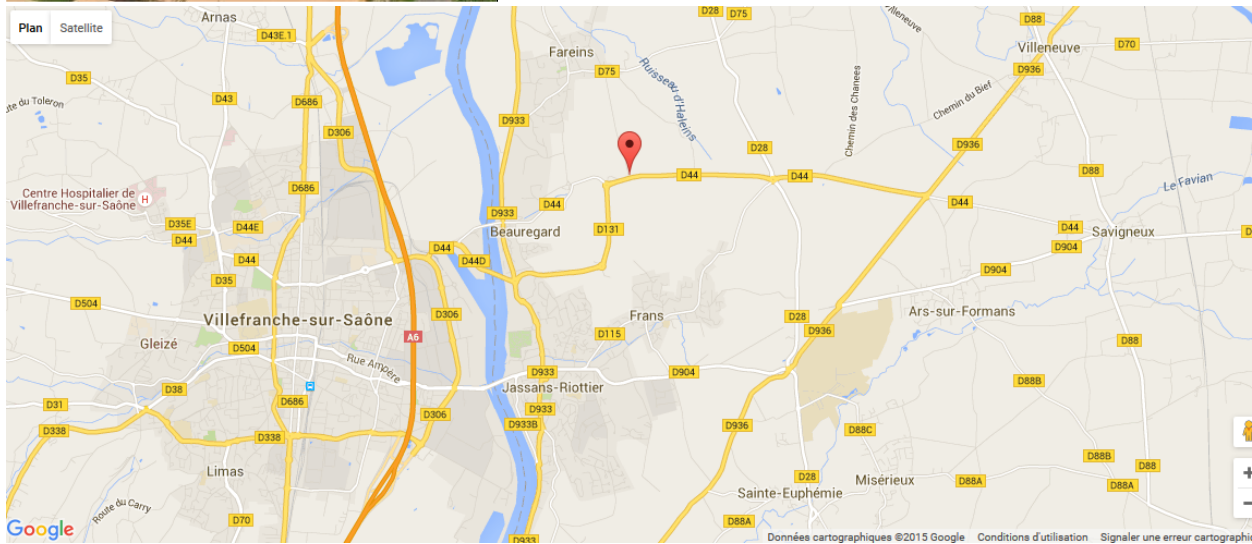 Plan Satellite
Arnas
D28
D75
D88
Villeneuve
D43E.1
Fareins
D70
D35
D75
D936
D43
D686
Ruisseau d'Haleins
Chemin des Chanees
Chemin du Bief
D933
D306
D28
D936
D88
D686
D44
D44
Le Favian
Centre Hospitalier de
Villefranche-sur-Saône
H
D44
D44
D35E
D44E
D933
D44
D44
Beauregard
D131
Savigneux
D44
D44
D44D
D904
D35
D904
D504
Villefranche-sur-Saône
D306
Frans
D28
Ars-sur-Formans
A6
D115
D936
Gleizé
D504
D88
Rue Ampère
D933
D904
D38
Jassans-Riottier
D88B
D31
D686
D306
D933
D338
D338
D933B
D936
D88C
D88B
D88
Limas
D28
Misérieux
D88A
D88A
Sainte-Euphémie
Route du Carry
D70
D88A
Google
D933
Données cartographiques ©2015 Google Conditions d'utilisation Signaler une erreur cartographi